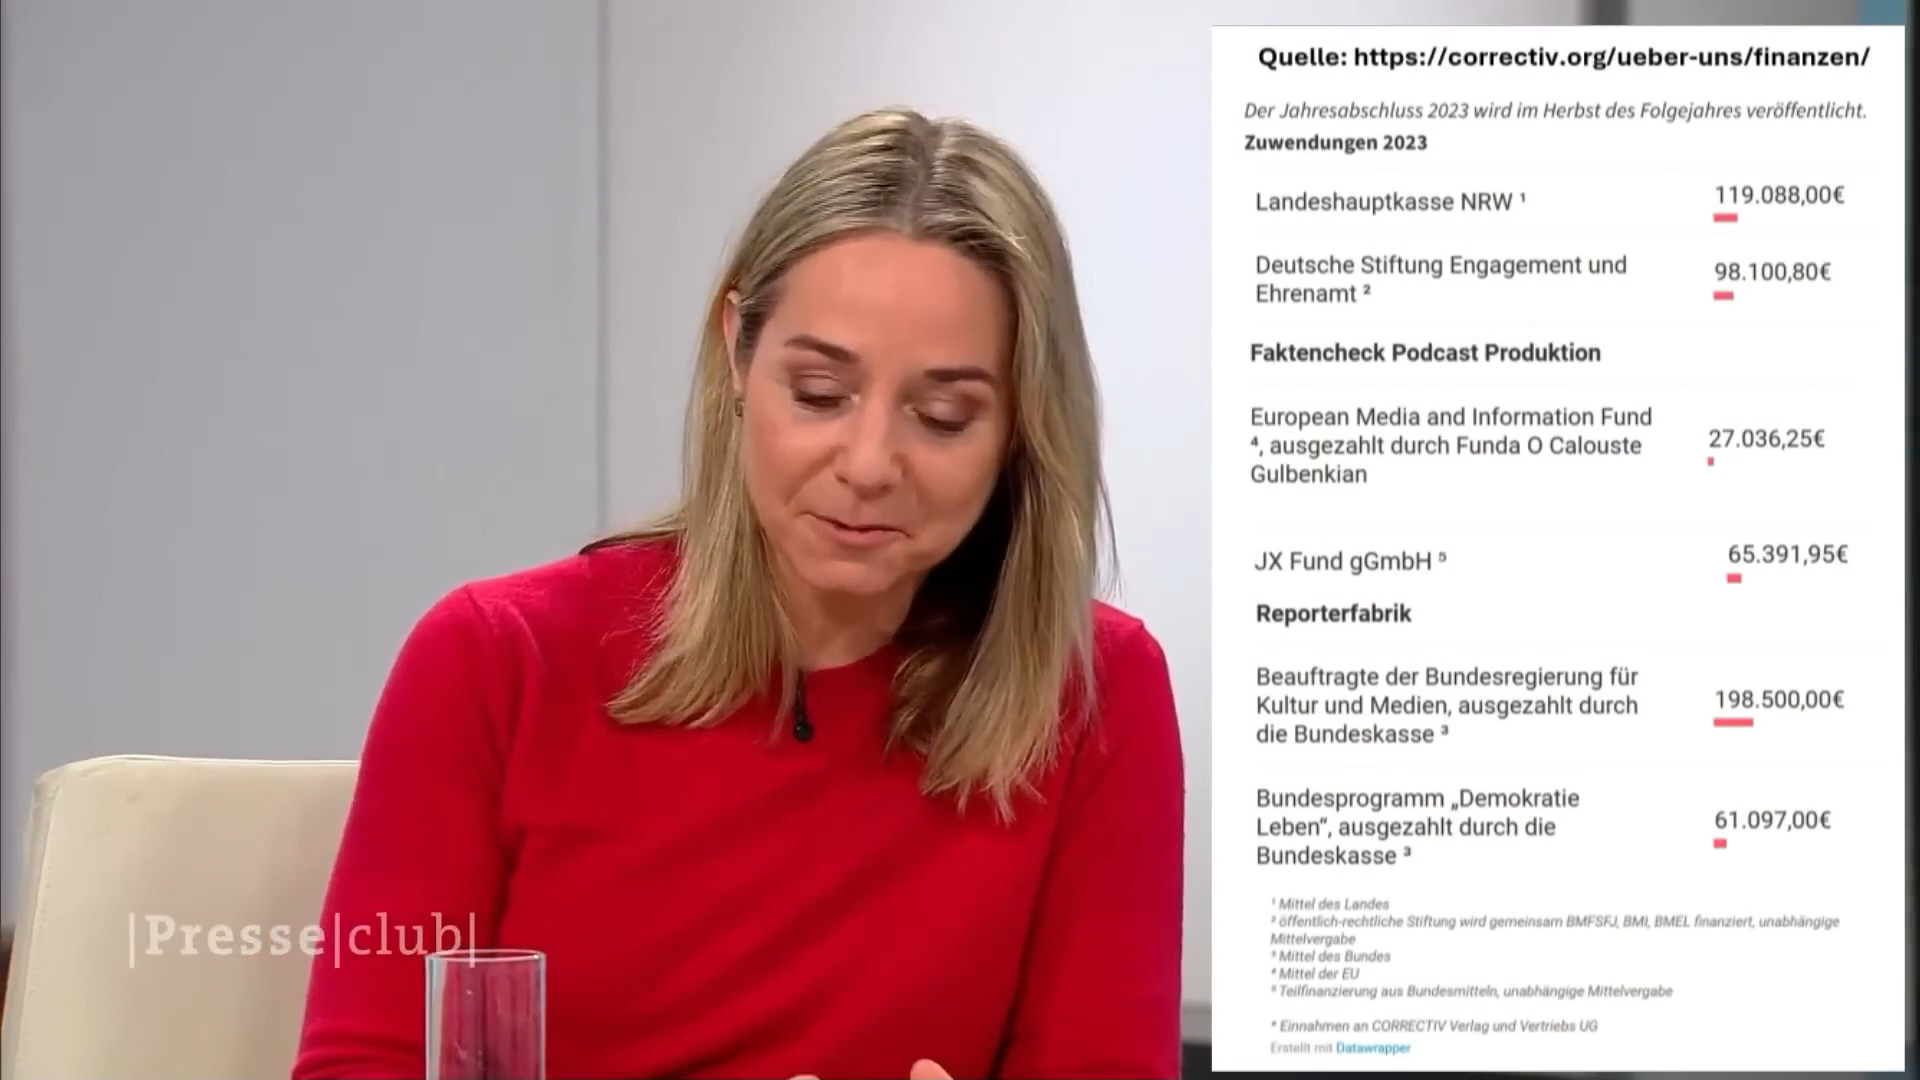 Quelle: https://correctiv.org/ueber-uns/finanzen/
Der Jahresabschluss 2023 wird im Herbst des Folgejahres veröffentlicht.
Zuwendungen 2023
Landeshauptkasse NRW ¹
119.088,00€
Deutsche Stiftung Engagement und
Ehrenamt ²
98.100,80€
Faktencheck Podcast Produktion
European Media and Information Fund
⁴, ausgezahlt durch Funda O Calouste
Gulbenkian
27.036,25€
JX Fund gGmbH ⁵
65.391,95€
Reporterfabrik
Beauftragte der Bundesregierung für
Kultur und Medien, ausgezahlt durch
die Bundeskasse ³
198.500,00€
Bundesprogramm „Demokratie
Leben“, ausgezahlt durch die
Bundeskasse ³
61.097,00€
¹ Mittel des Landes
² öffentlich-rechtliche Stiftung wird gemeinsam BMFSFJ, BMI, BMEL finanziert, unabhängige
Mittelvergabe
³ Mittel des Bundes
⁴ Mittel der EU
⁵ Teilfinanzierung aus Bundesmitteln, unabhängige Mittelvergabe
* Einnahmen an CORRECTIV Verlag und Vertriebs UG
Erstellt mit Datawrapper
|Presse|club|